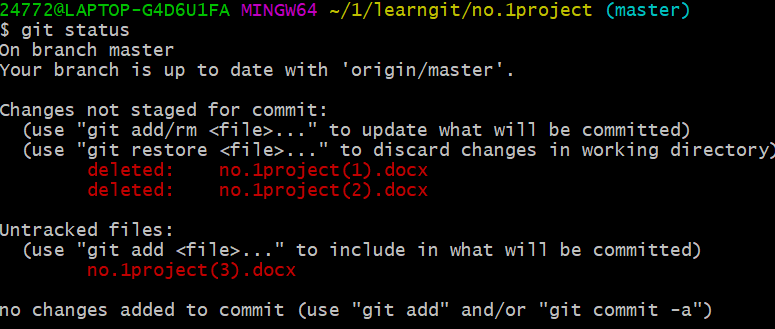 24772@LAPTOP-G4D6U1FA MINGW64 ~/1/learngit/no.1project (master)
$ git status
On branch master
Your branch is up to date with 'origin/master'.
Changes not staged for commit:
(use "git add/rm <file>..." to update what will be committed)
(use "git restore <file>..." to discard changes in working directory)
deleted:    no.1project(1).docx
deleted:    no.1project(2).docx
Untracked files:
(use "git add <file>..." to include in what will be committed)
no.1project(3).docx
no changes added to commit (use "git add" and/or "git commit -a")